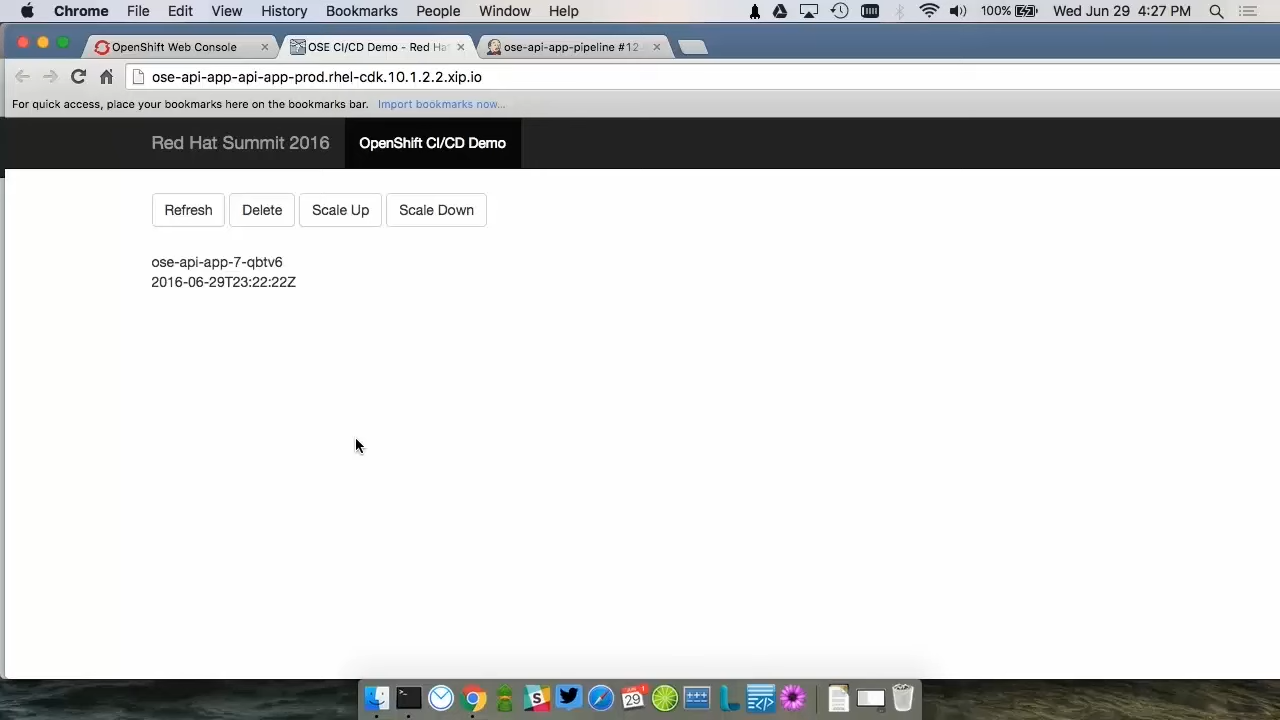 Chrome File Edit View History Bookmarks People Window Help 100% Wed Jun 29 4:27 PM
OpenShift Web Console OSE CI/CD Demo - Red Ha ose-api-app-pipeline #12
ose-api-app-api-app-prod.rhel-cdk.10.1.2.2.xip.io
For quick access, place your bookmarks here on the bookmarks bar. Import bookmarks now...
Red Hat Summit 2016 OpenShift CI/CD Demo
Refresh Delete Scale Up Scale Down
ose-api-app-7-qbtv6
2016-06-29T23:22:22Z
29